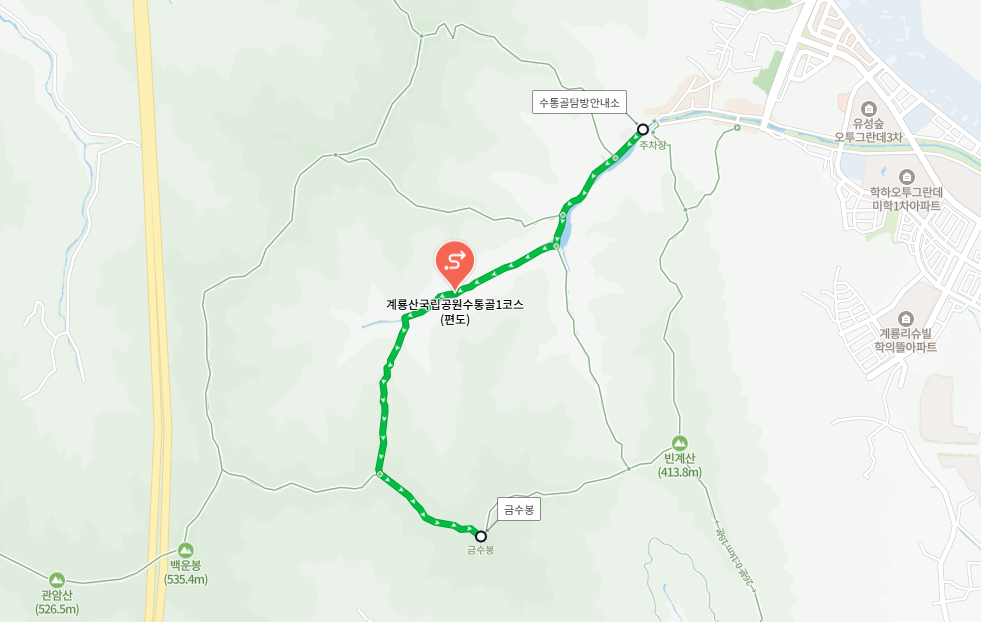 수통골탐방안내소
주차장
유성숲
오투그란데3차
학하오투그란데
미학1차아파트
계룡산국립공원수통골1코스
(편도)
계룡리슈빌
학의뜰아파트
빈계산
(413.8m)
금수봉
금수봉
백운봉
(535.4m)
관암산
(526.5m)